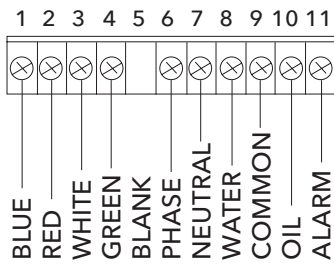 1 2 3 4 5 6 7 8 9 10 11
BLUE
RED
WHITE
GREEN
BLANK
PHASE
NEUTRAL
WATER
COMMON
OIL
ALARM